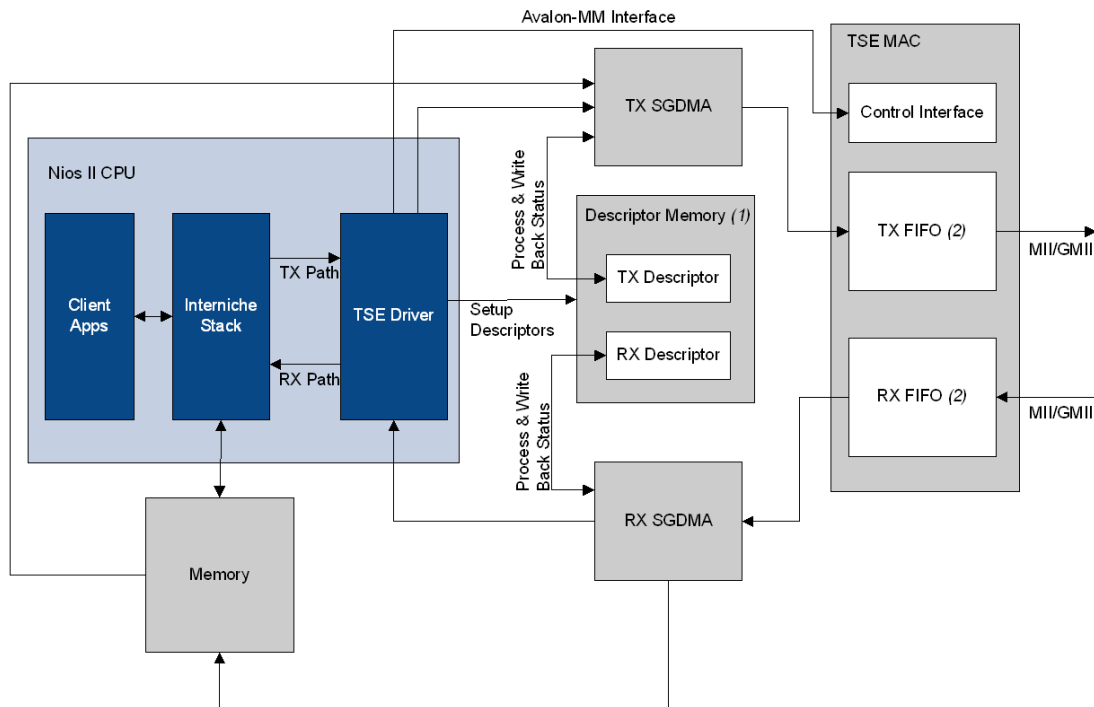 Avalon-MM Interface
TSE MAC
TX SGDMA
Control Interface
Nios II CPU
Process & Write
Back Status
Descriptor Memory (1)
TX FIFO (2)
MII/GMII
TX Path
TX Descriptor
Client
Apps
Interniche
Stack
TSE Driver
Setup
Descriptors
RX Descriptor
RX Path
RX FIFO (2)
MII/GMII
Process & Write
Back Status
RX SGDMA
Memory